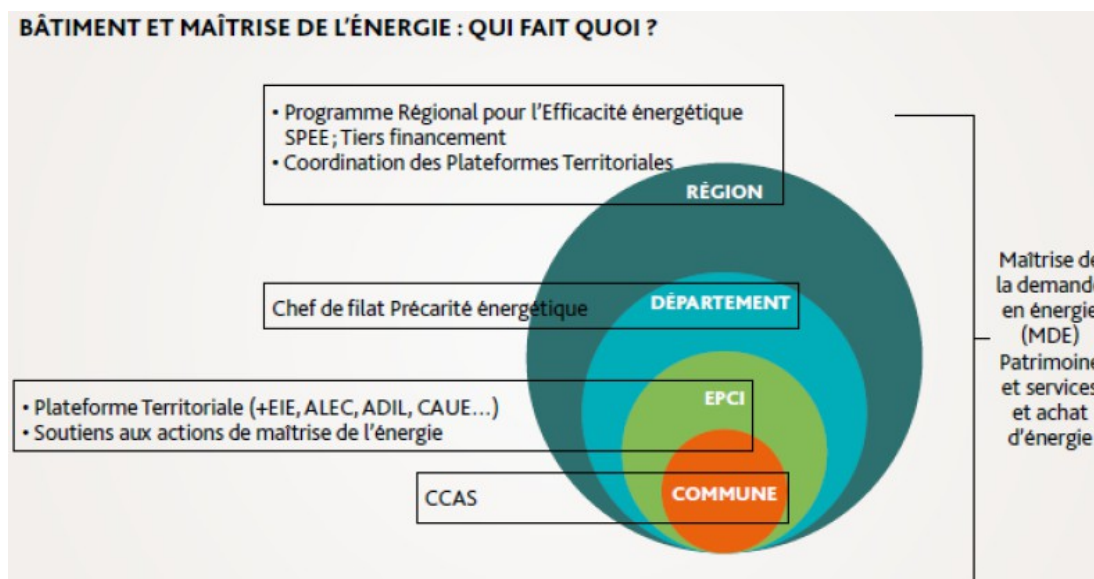 BÂTIMENT ET MAÎTRISE DE L'ÉNERGIE : QUI FAIT QUOI ?
• Programme Régional pour l'Efficacité énergétique
SPEE ; Tiers financement
• Coordination des Plateformes Territoriales
RÉGION
Chef de filat Précarité énergétique
DÉPARTEMENT
EPCI
• Plateforme Territoriale (+EIE, ALEC, ADIL, CAUE...)
• Soutiens aux actions de maîtrise de l'énergie
CCAS
COMMUNE
Maîtrise de
la demande
en énergie
(MDE)
Patrimoine
et services
et achat
d'énergie